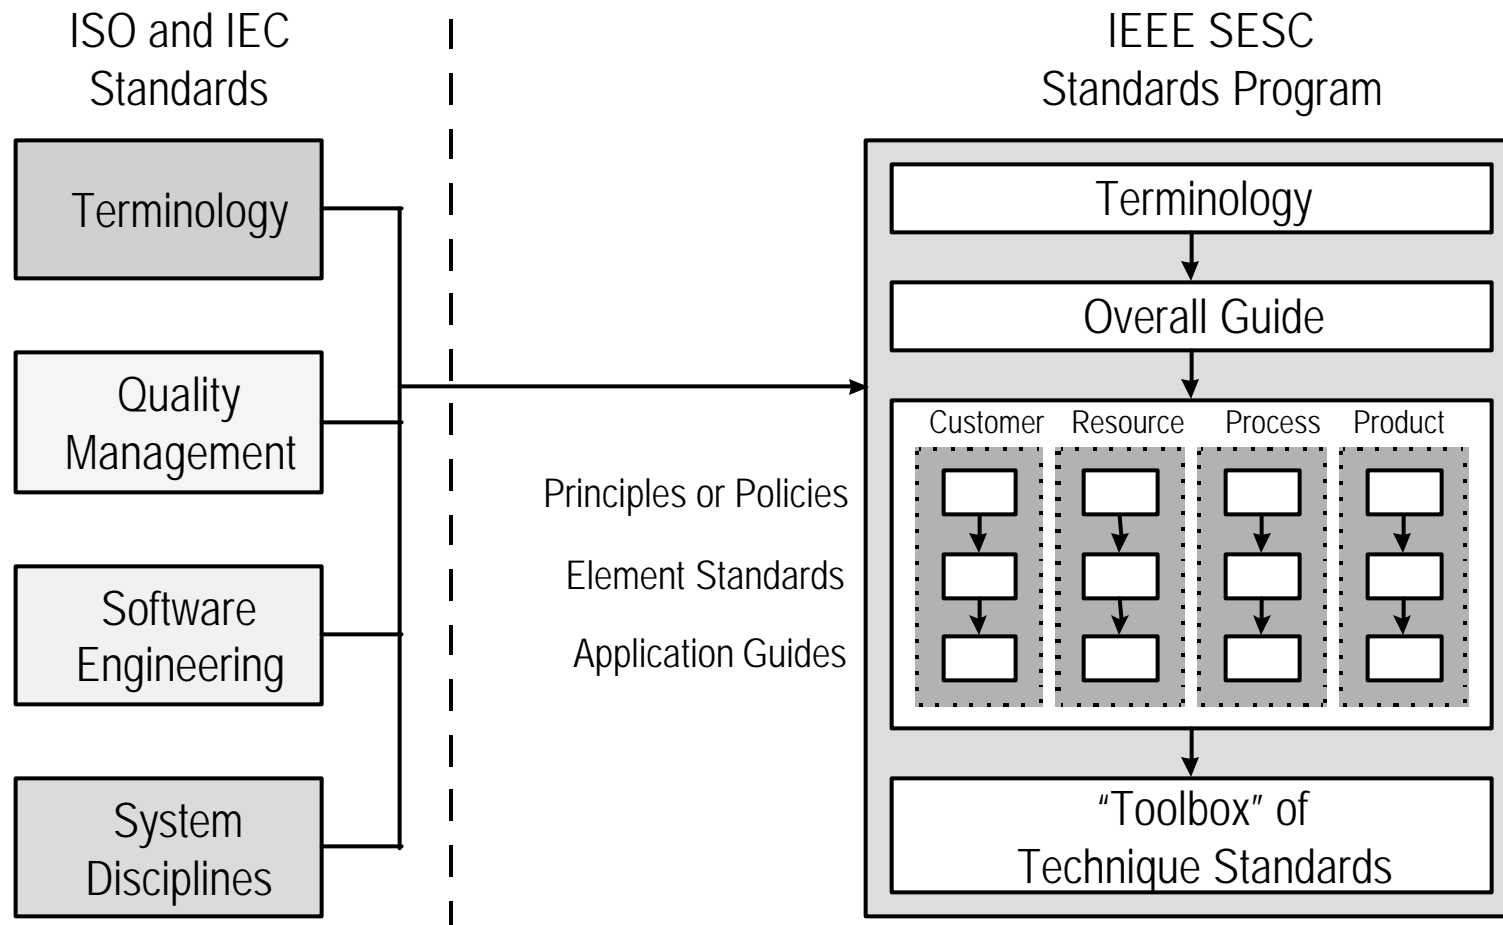 ISO and IEC
Standards
Terminology
Quality
Management
Software
Engineering
System
Disciplines
IEEE SESC
Standards Program
Terminology
Overall Guide
Customer Resource Process Product
Principles or Policies
Element Standards
Application Guides
“Toolbox” of
Technique Standards